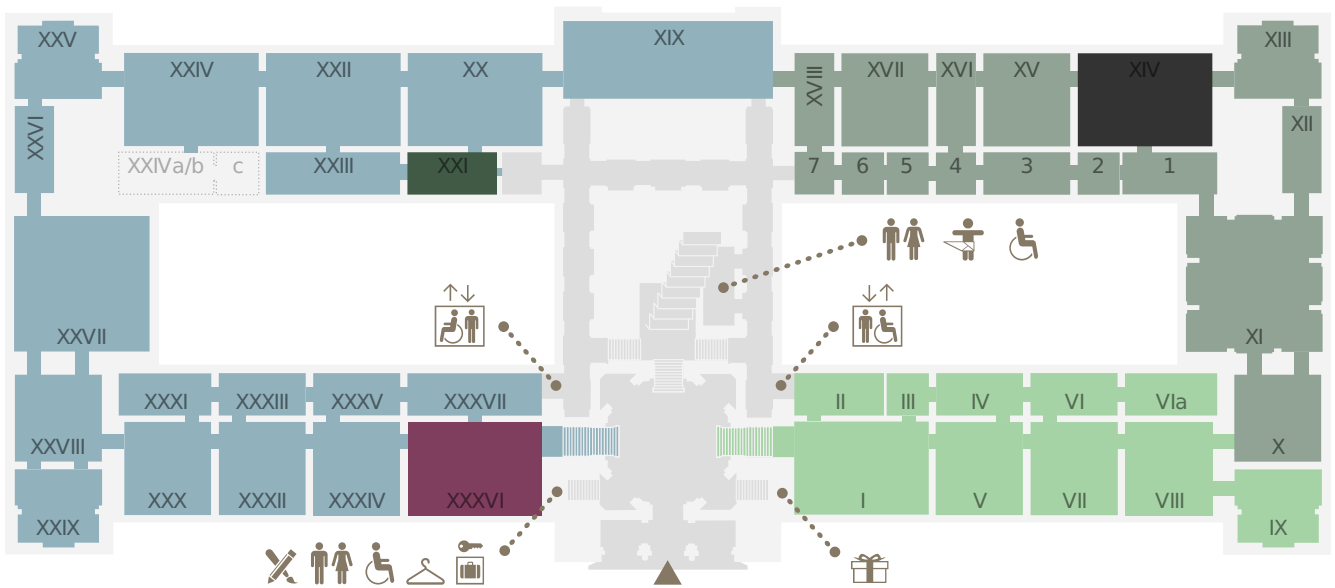 XXV XXIV XXII XX XIX XVIII XVII XVI XV XIV XIII
XXVI XII
XXIVa/b c XXIII XXI 7 6 5 4 3 2 1
XXVII XI
XXXI XXXIII XXXV XXXVII II III IV VI VIa
XXVIII X
XXX XXXII XXXIV XXXVI I V VII VIII
XXIX IX